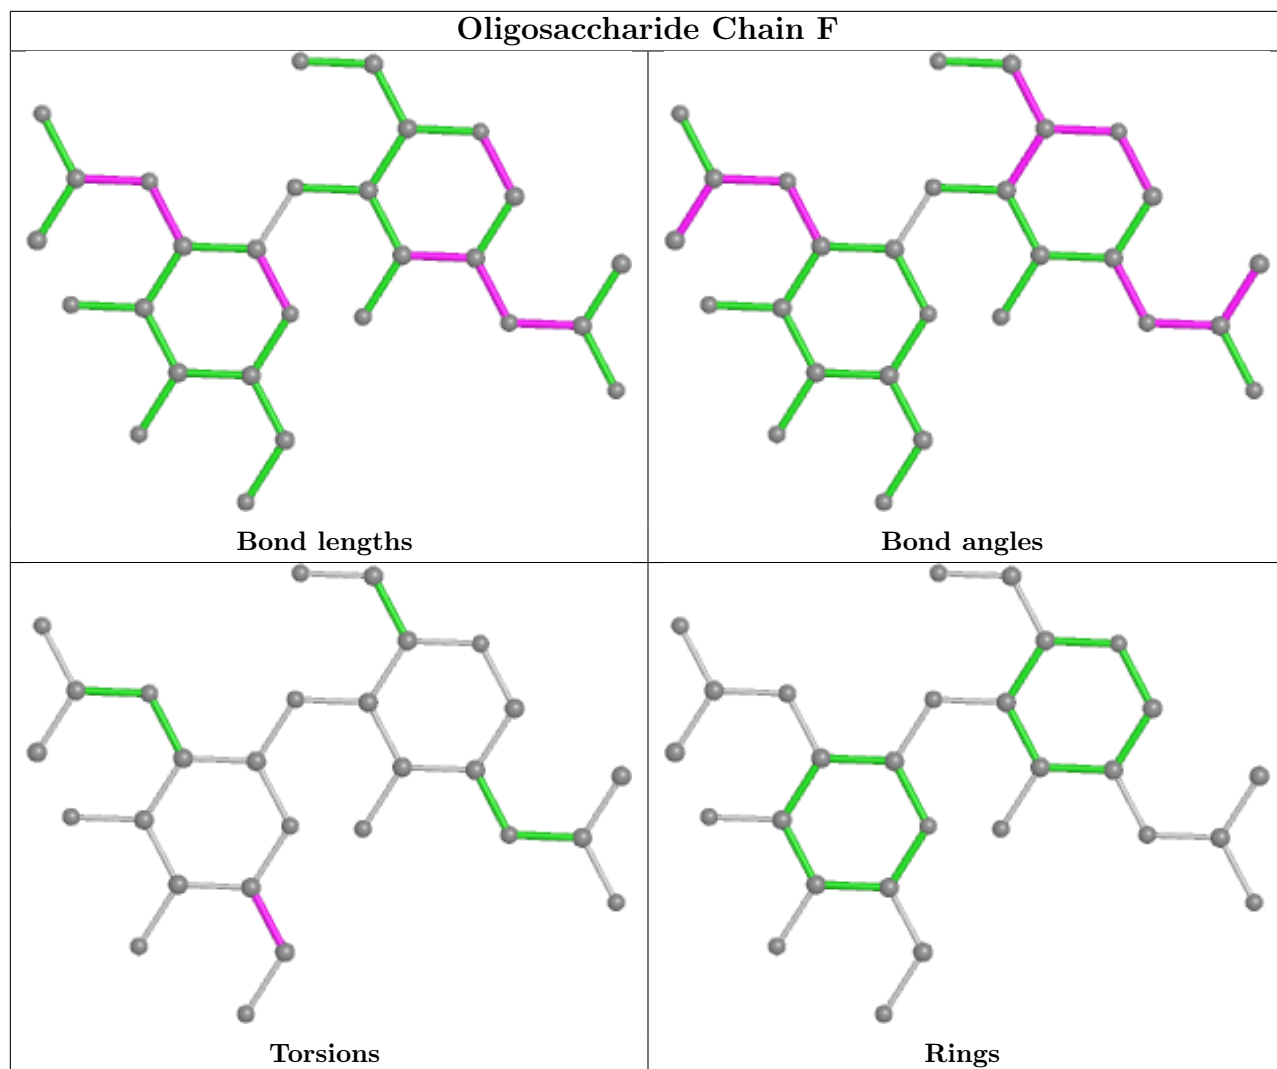 Oligosaccharide Chain F
Bond lengths
Bond angles
Torsions
Rings